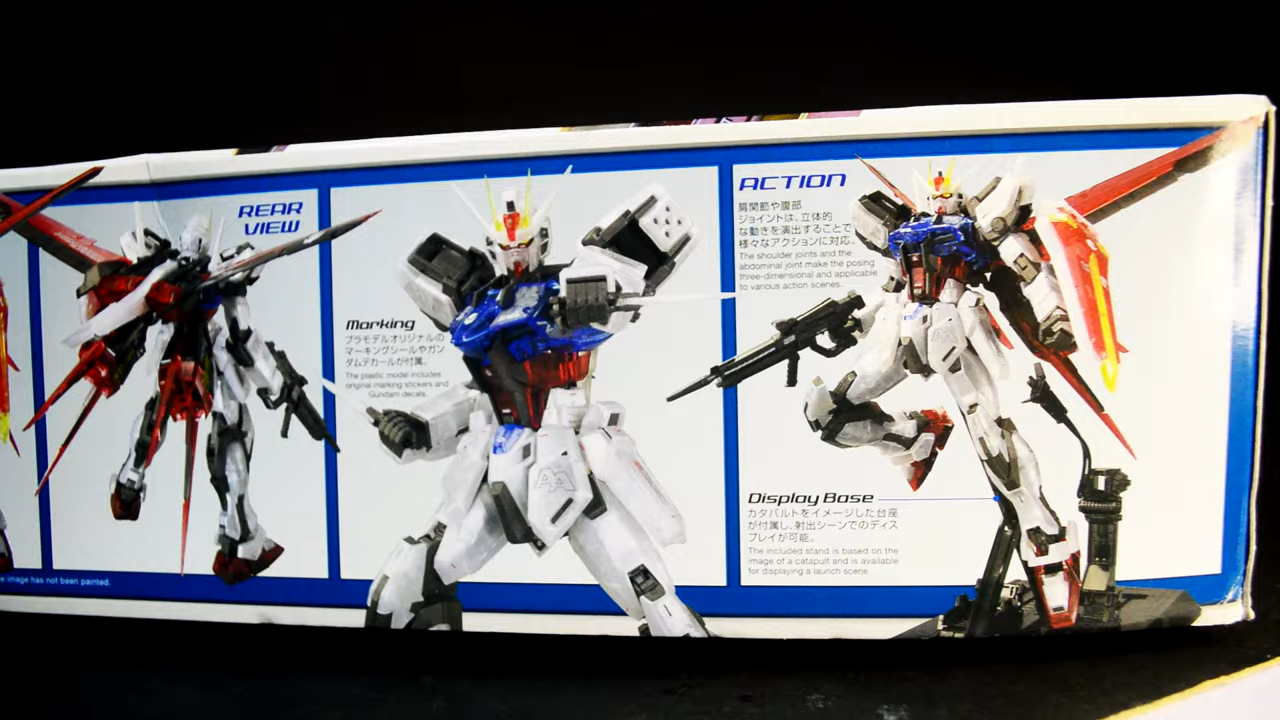 REAR
VIEW
e image has not been painted.
Marking
プラモデルオリジナルの
マーキングシールやガン
ダムデカールが付属。
The plastic model includes
original marking stickers and
Gundam decals.
AA
ACTION
肩関節や腹部
ジョイントは、立体的
な動きを演出することで
様々なアクションに対応。
The shoulder joints and the
abdominal joint make the posing
three-dimensional and applicable
to various action scenes.
Display Base
カタパルトをイメージした台座
が付属し、射出シーンでのディス
プレイが可能。
The included stand is based on the
image of a catapult and is available
for displaying a launch scene.